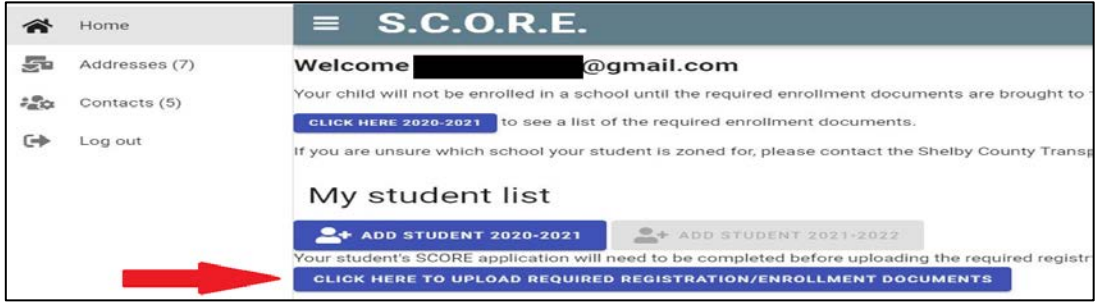 Home
Addresses (7)
Contacts (5)
Log out
S.C.O.R.E.
Welcome @gmail.com
Your child will not be enrolled in a school until the required enrollment documents are brought to
CLICK HERE 2020-2021 to see a list of the required enrollment documents.
If you are unsure which school your student is zoned for, please contact the Shelby County Transp
My student list
ADD STUDENT 2020-2021 ADD STUDENT 2021-2022
Your student's SCORE application will need to be completed before uploading the required registr
CLICK HERE TO UPLOAD REQUIRED REGISTRATION/ENROLLMENT DOCUMENTS